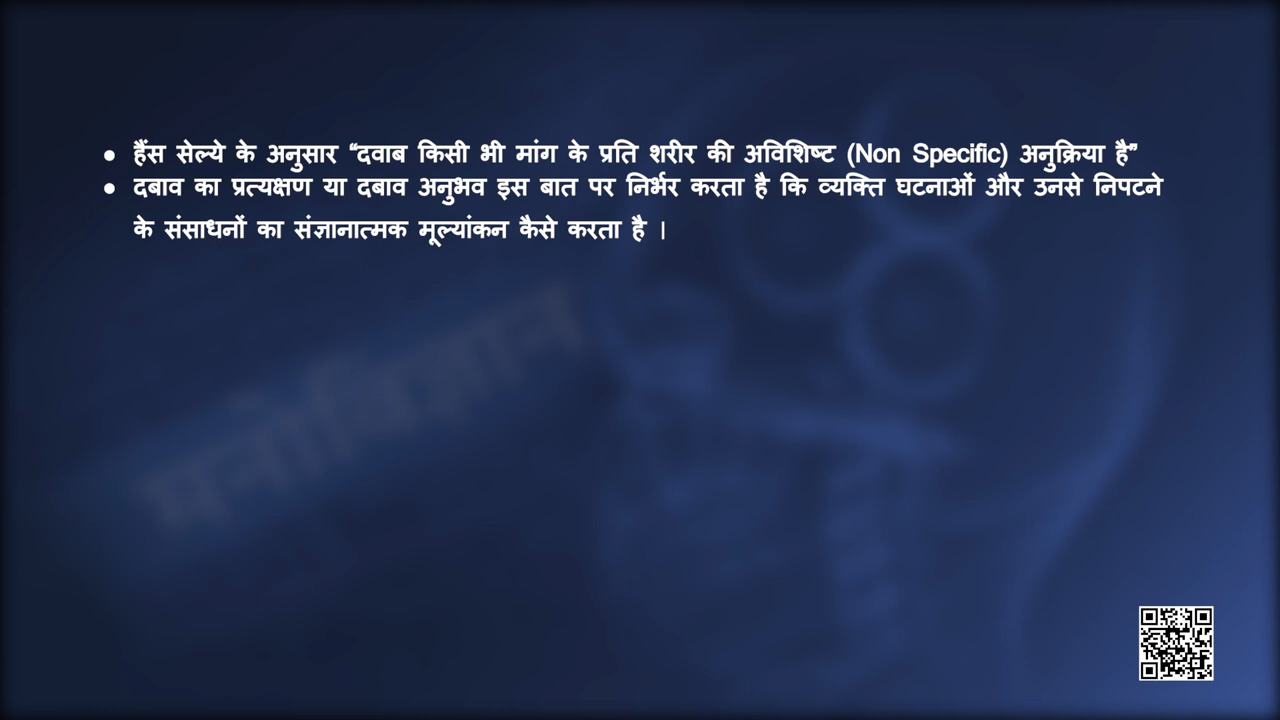 • हैंस सेल्ये के अनुसार “दवाब किसी भी मांग के प्रति शरीर की अविशिष्ट (Non Specific) अनुक्रिया है”
• दबाव का प्रत्यक्षण या दबाव अनुभव इस बात पर निर्भर करता है कि व्यक्ति घटनाओं और उनसे निपटने
के संसाधनों का संज्ञानात्मक मूल्यांकन कैसे करता है ।
मनोविज्ञान